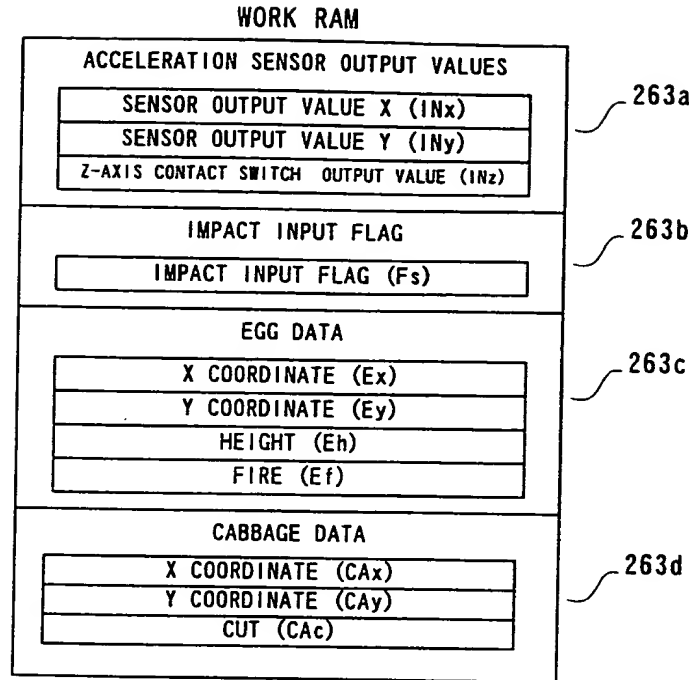 WORK RAM
ACCELERATION SENSOR OUTPUT VALUES
SENSOR OUTPUT VALUE X (INx)
SENSOR OUTPUT VALUE Y (INy)
Z-AXIS CONTACT SWITCH OUTPUT VALUE (INz)
263a
IMPACT INPUT FLAG
IMPACT INPUT FLAG (Fs)
263b
EGG DATA
X COORDINATE (Ex)
Y COORDINATE (Ey)
HEIGHT (Eh)
FIRE (Ef)
263c
CABBAGE DATA
X COORDINATE (CAx)
Y COORDINATE (CAy)
CUT (CAc)
263d